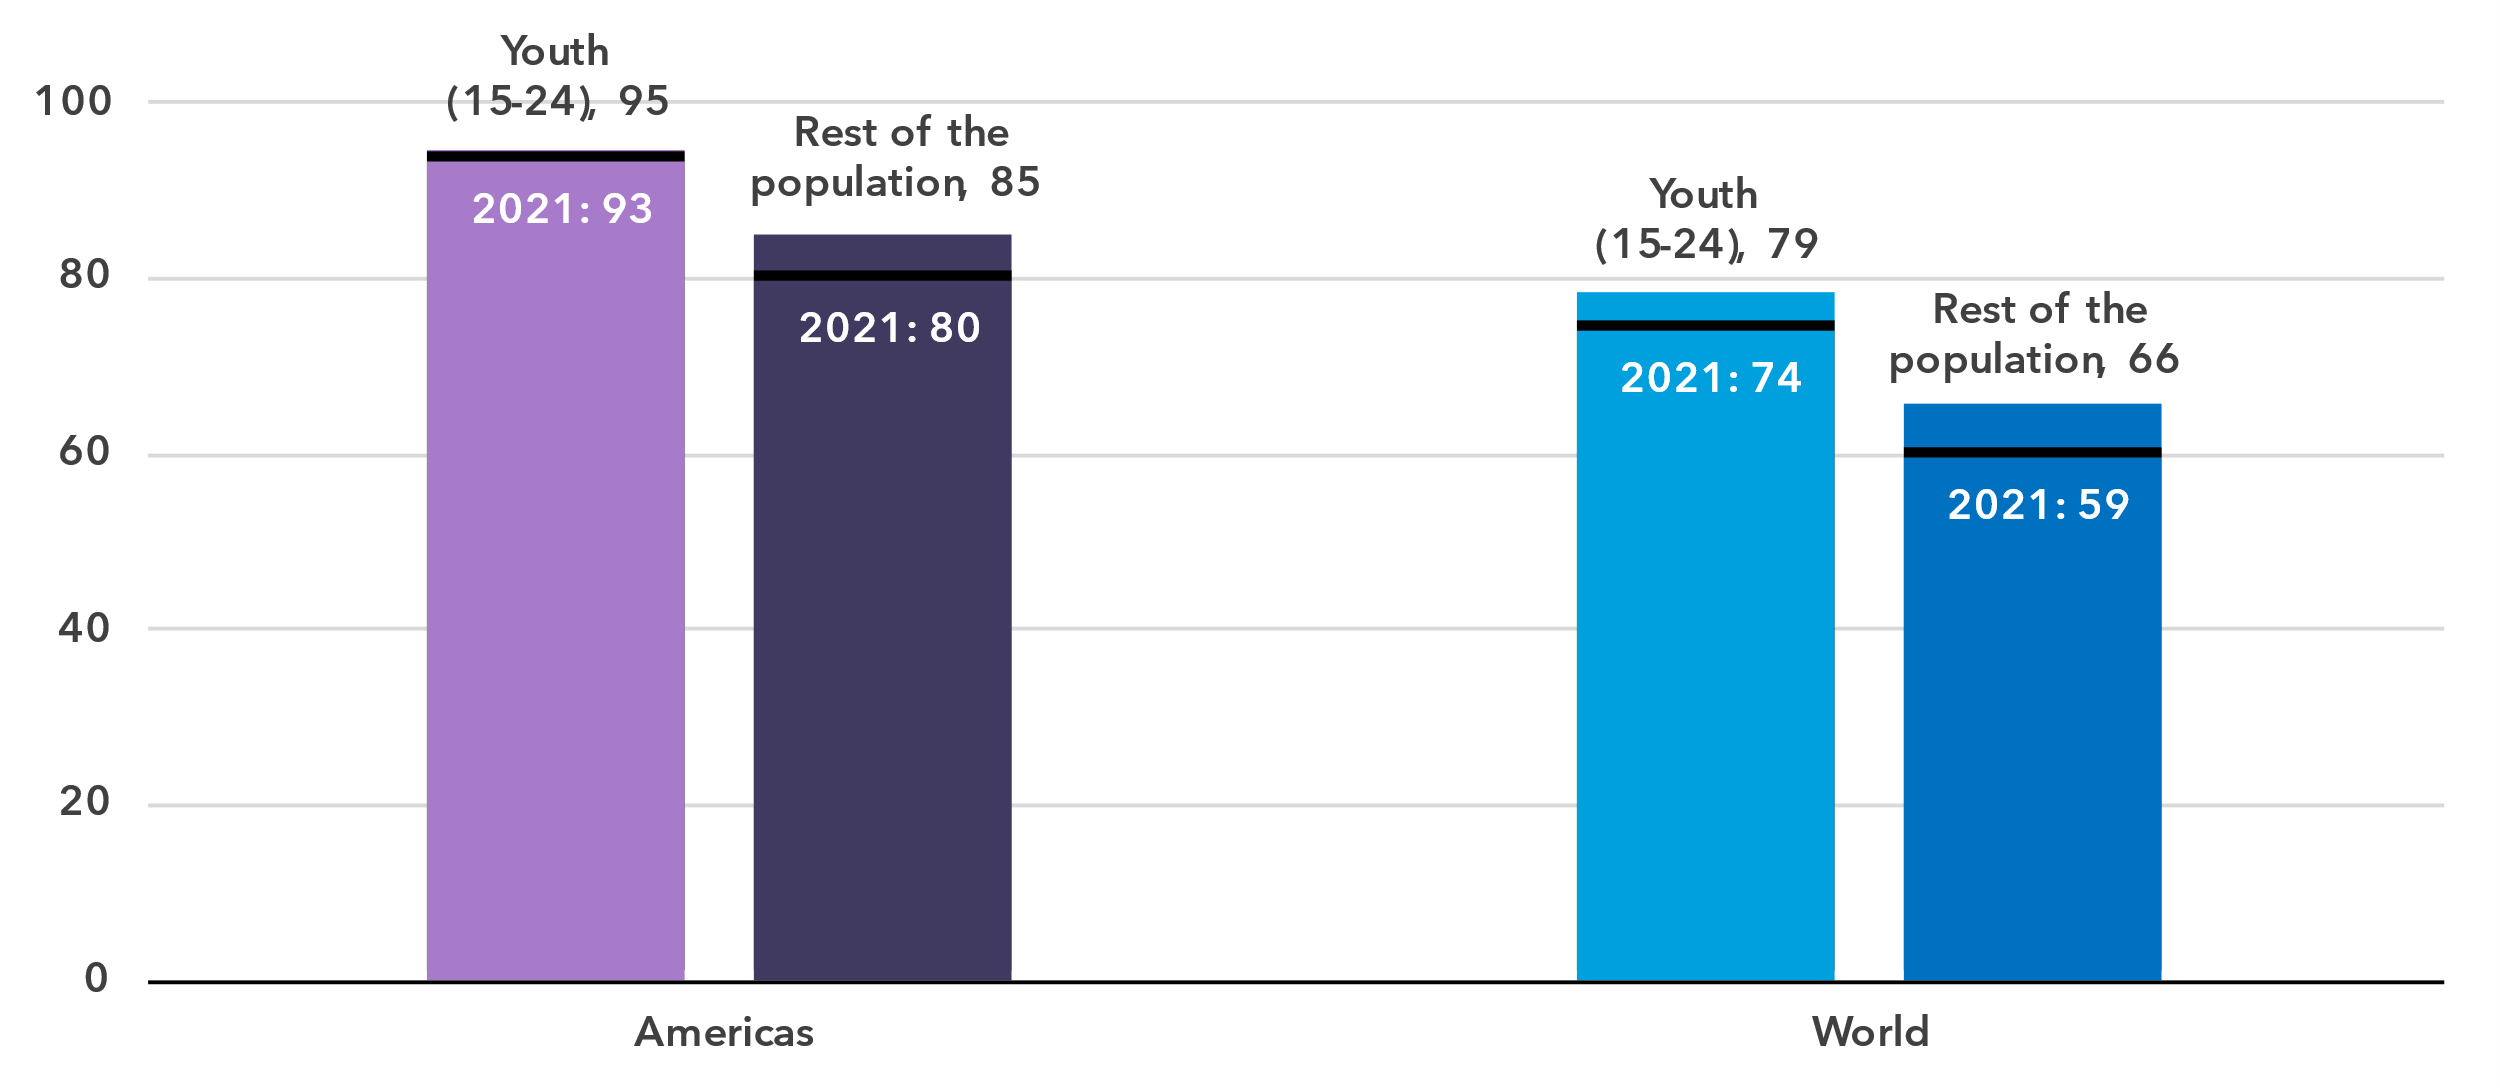 Youth
(15-24), 95
100
Rest of the
population, 85
2021: 93
Youth
(15-24), 79
80
Rest of the
population, 66
2021: 80
2021: 74
60
2021: 59
40
20
0
Americas
World